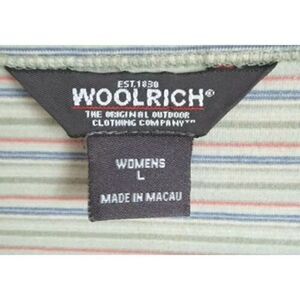 EST.1830
WOOLRICH®
THE ORIGINAL OUTDOOR
CLOTHING COMPANY™
WOMENS
L
MADE IN MACAU